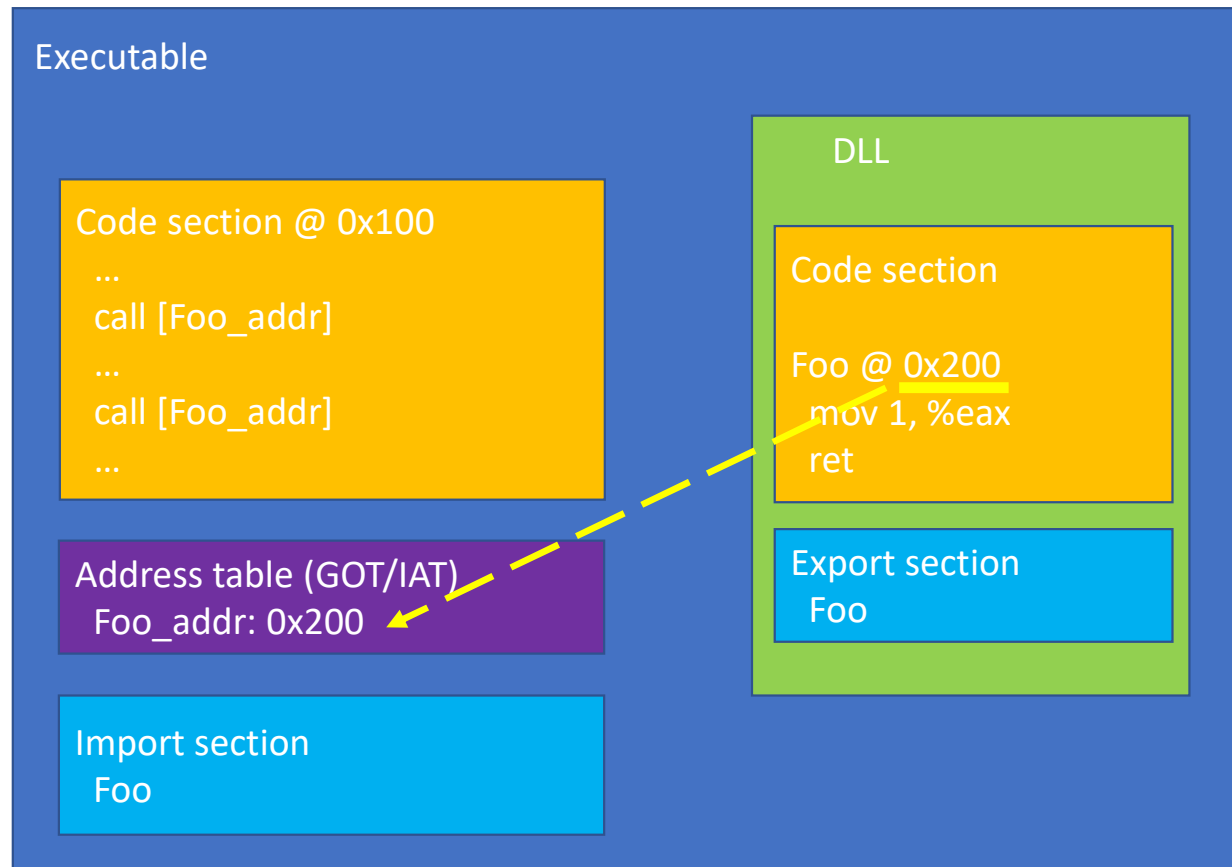 Executable
Code section @ 0x100
…
call [Foo_addr]
…
call [Foo_addr]
…
Address table (GOT/IAT)
Foo_addr: 0x200
Import section
Foo
DLL
Code section
Foo @ 0x200
mov 1, %eax
ret
Export section
Foo